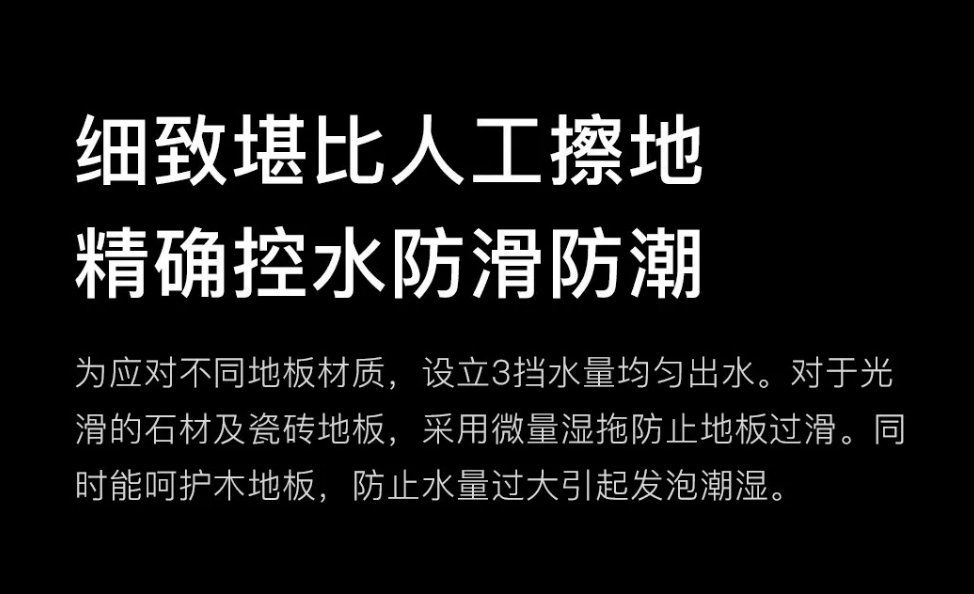 细致堪比人工擦地
精确控水防滑防潮
为应对不同地板材质，设立3挡水量均匀出水。对于光
滑的石材及瓷砖地板，采用微量湿拖防止地板过滑。同
时能呵护木地板，防止水量过大引起发泡潮湿。